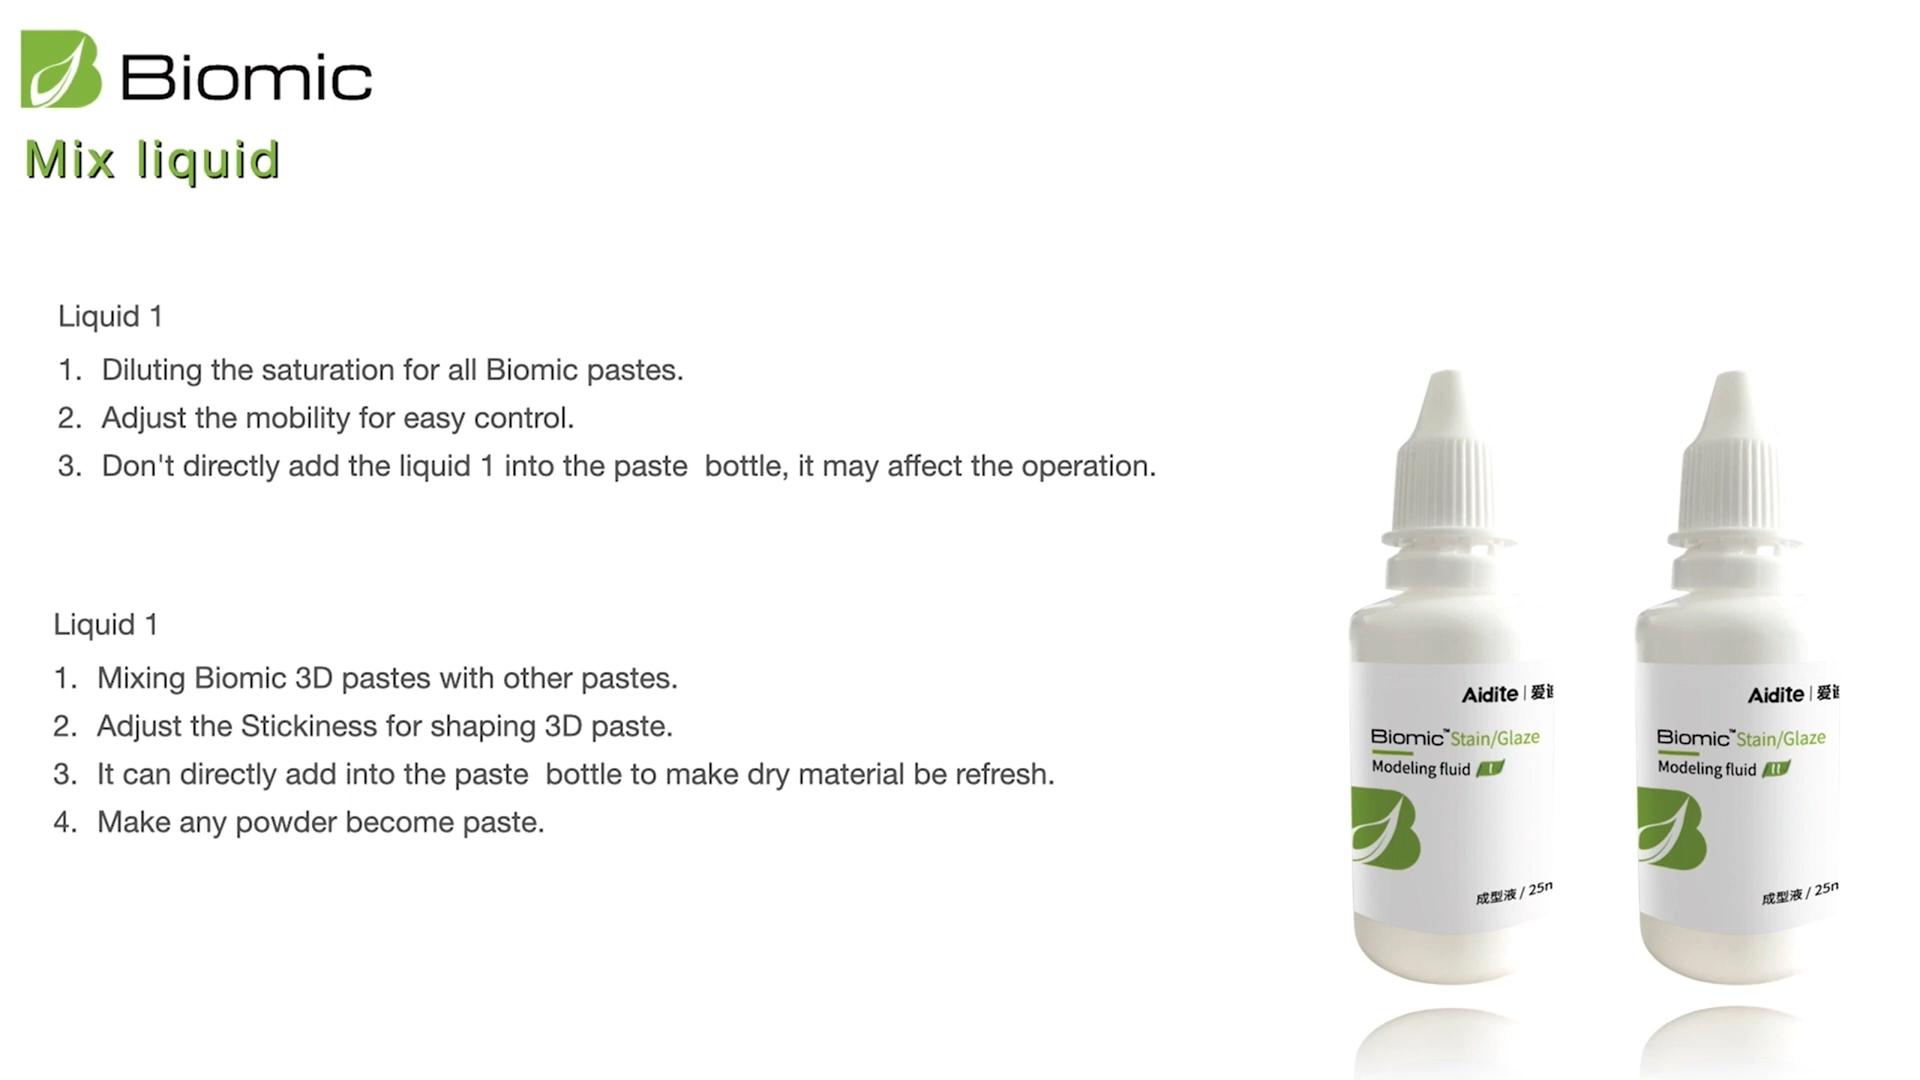 Biomic
Mix liquid
Liquid 1
1. Diluting the saturation for all Biomic pastes.
2. Adjust the mobility for easy control.
3. Don't directly add the liquid 1 into the paste  bottle, it may affect the operation.
Liquid 1
1. Mixing Biomic 3D pastes with other pastes.
2. Adjust the Stickiness for shaping 3D paste.
3. It can directly add into the paste  bottle to make dry material be refresh.
4. Make any powder become paste.
Aidite | 爱
Biomic™ Stain/Glaze
Modeling fluid I
成型液 / 25
Aidite | 爱
Biomic™ Stain/Glaze
Modeling fluid II
成型液 / 25